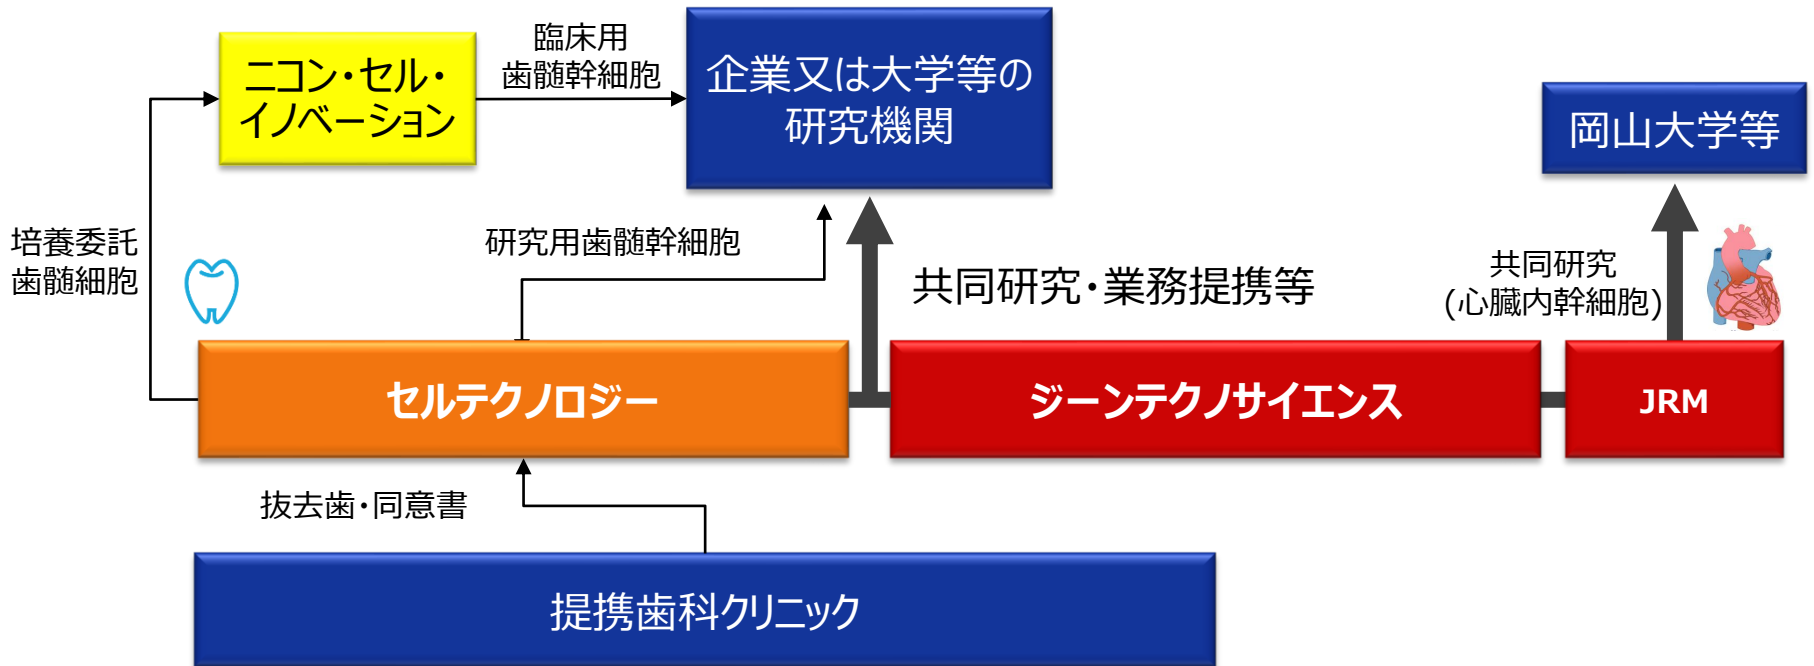 臨床用
歯髄幹細胞
ニコン・セル・
イノベーション
企業又は大学等の
研究機関
岡山大学等
培養委託
歯髄細胞
研究用歯髄幹細胞
共同研究・業務提携等
共同研究
(心臓内幹細胞)
セルテクノロジー
ジーンテクノサイエンス
JRM
抜去歯・同意書
提携歯科クリニック